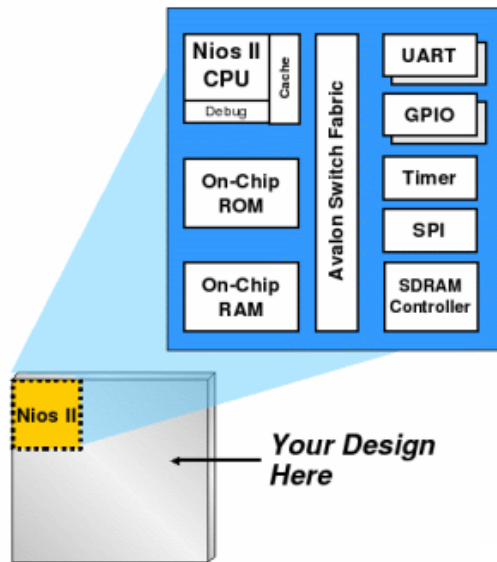 Nios II
CPU
Cache
Debug
On-Chip
ROM
On-Chip
RAM
Avalon Switch Fabric
UART
GPIO
Timer
SPI
SDRAM
Controller
Nios II
Your Design
Here